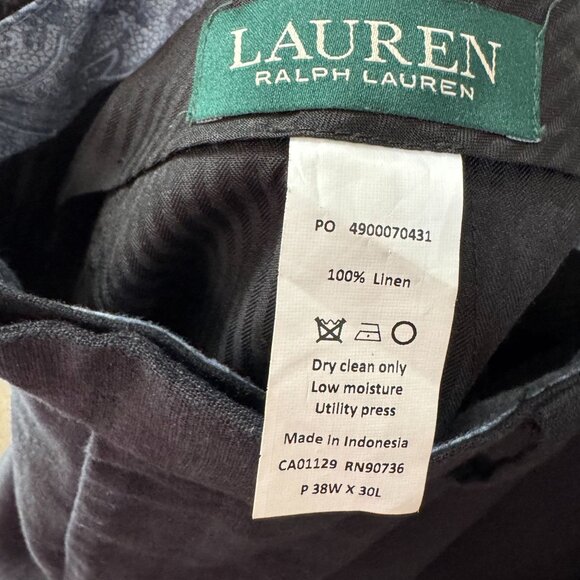 LAUREN
RALPH LAUREN
PO 4900070431
100% Linen
Dry clean only
Low moisture
Utility press
Made in Indonesia
CA01129 RN90736
P 38W X 30L